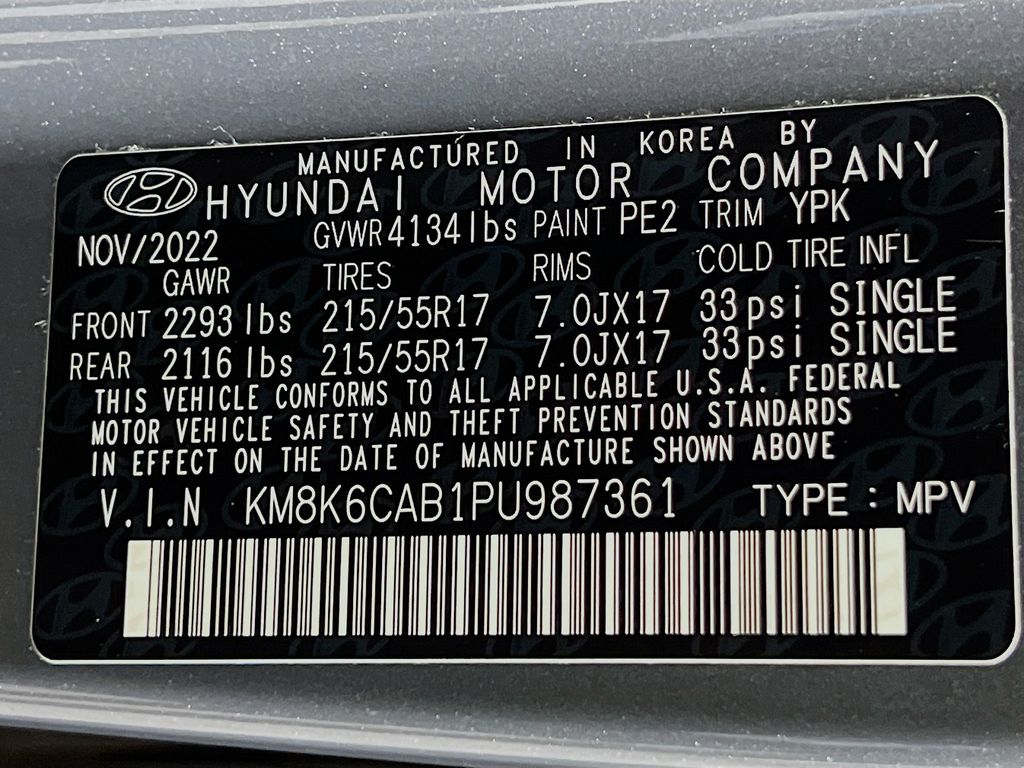 MANUFACTURED IN KOREA BY
HYUNDAI MOTOR COMPANY
NOV/2022 GVWR 4134lbs PAINT PE2 TRIM YPK
GAWR TIRES RIMS COLD TIRE INFL
FRONT 2293 lbs 215/55R17 7.0JX17 33psi SINGLE
REAR 2116 lbs 215/55R17 7.0JX17 33psi SINGLE
THIS VEHICLE CONFORMS TO ALL APPLICABLE U.S.A. FEDERAL
MOTOR VEHICLE SAFETY AND THEFT PREVENTION STANDARDS
IN EFFECT ON THE DATE OF MANUFACTURE SHOWN ABOVE
V.I.N KM8K6CAB1PU987361 TYPE : MPV